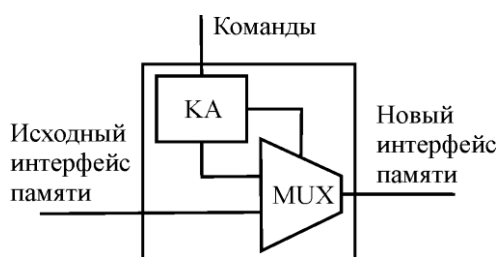 Команды
КА
Исходный
интерфейс
памяти
Новый
интерфейс
памяти
MUX